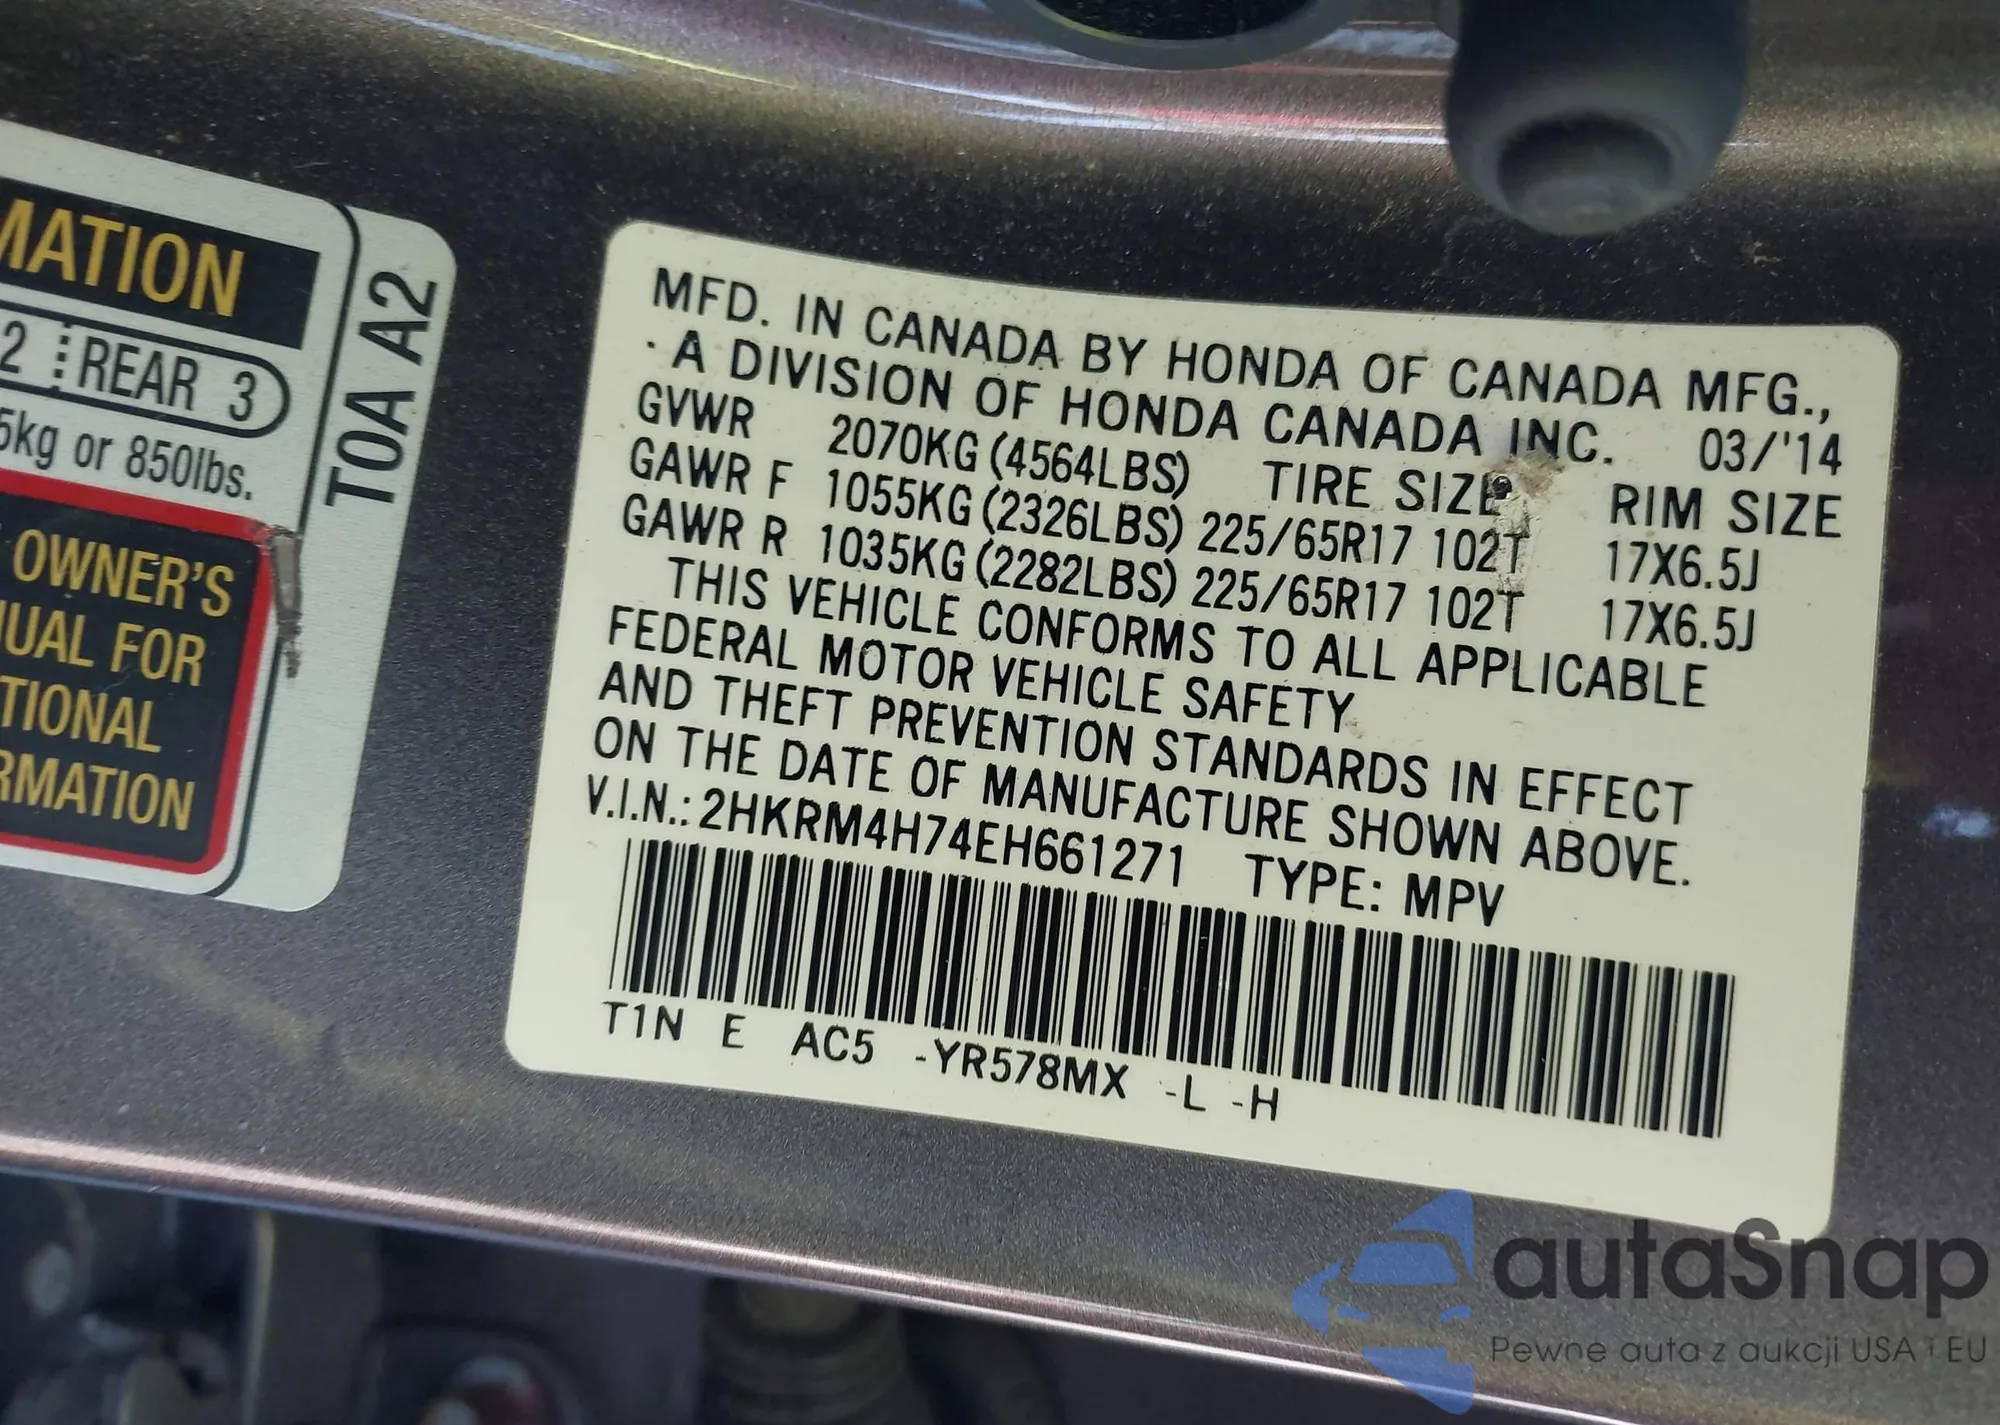 MATION
2 REAR 3
5kg or 850lbs.
OWNER'S
UAL FOR
TIONAL
RMATION
T0A A2
MFD. IN CANADA BY HONDA OF CANADA MFG.,
A DIVISION OF HONDA CANADA INC. 03/'14
GVWR 2070KG (4564LBS) TIRE SIZE RIM SIZE
GAWR F 1055KG (2326LBS) 225/65R17 102T 17X6.5J
GAWR R 1035KG (2282LBS) 225/65R17 102T 17X6.5J
THIS VEHICLE CONFORMS TO ALL APPLICABLE
FEDERAL MOTOR VEHICLE SAFETY
AND THEFT PREVENTION STANDARDS IN EFFECT
ON THE DATE OF MANUFACTURE SHOWN ABOVE.
V.I.N.: 2HKRM4H74EH661271 TYPE: MPV
T1N E AC5 -YR578MX -L -H
autaSnap
Pewne auta z aukcji USA i EU